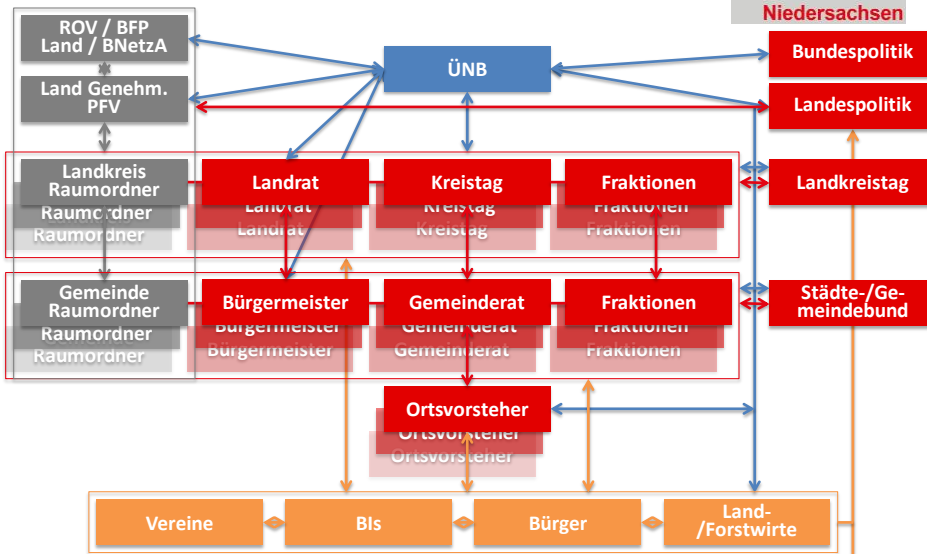 Niedersachsen
ROV / BFP
Land / BNetzA
ÜNB
Bundespolitik
Land Genehm.
PFV
Landespolitik
Landkreis
Raumordner
Landrat
Kreistag
Fraktionen
Landkreistag
Raumordner
Landrat
Kreistag
Fraktionen
Raumordner
Landrat
Kreistag
Fraktionen
Gemeinde
Raumordner
Bürgermeister
Gemeinderat
Fraktionen
Städte-/Ge-
meindebund
Raumordner
Bürgermeister
Gemeinderat
Fraktionen
Raumordner
Bürgermeister
Gemeinderat
Fraktionen
Ortsvorsteher
Ortsvorsteher
Ortsvorsteher
Vereine
BIs
Bürger
Land-
/Forstwirte